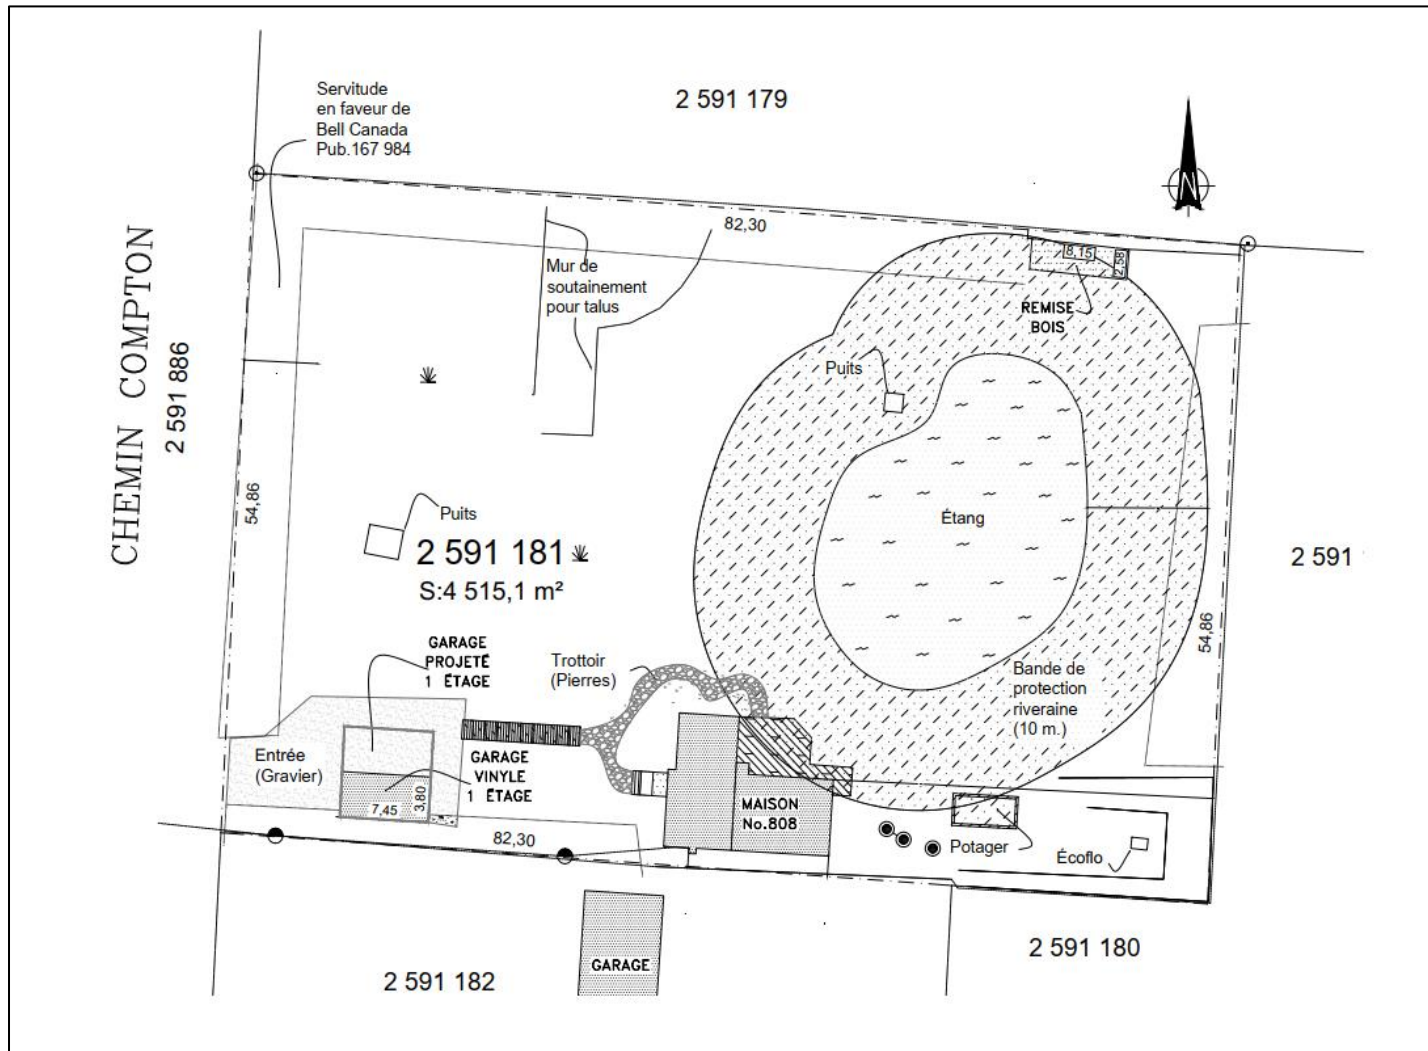 Servitude
en faveur de
Bell Canada
Pub.167 984
2 591 179
N
82,30
CHEMIN COMPTON
2 591 886
54,86
Mur de
soutainement
pour talus
8,15
2,58
REMISE
BOIS
Puits
Étang
Puits
2 591 181
S:4 515,1 m²
2 591
54,86
GARAGE
PROJETÉ
1 ÉTAGE
Trottoir
(Pierres)
Bande de
protection
riveraine
(10 m.)
Entrée
(Gravier)
GARAGE
VINYLE
1 ÉTAGE
7,45
3,80
MAISON
No.808
82,30
Potager
Écoflo
GARAGE
2 591 182
2 591 180